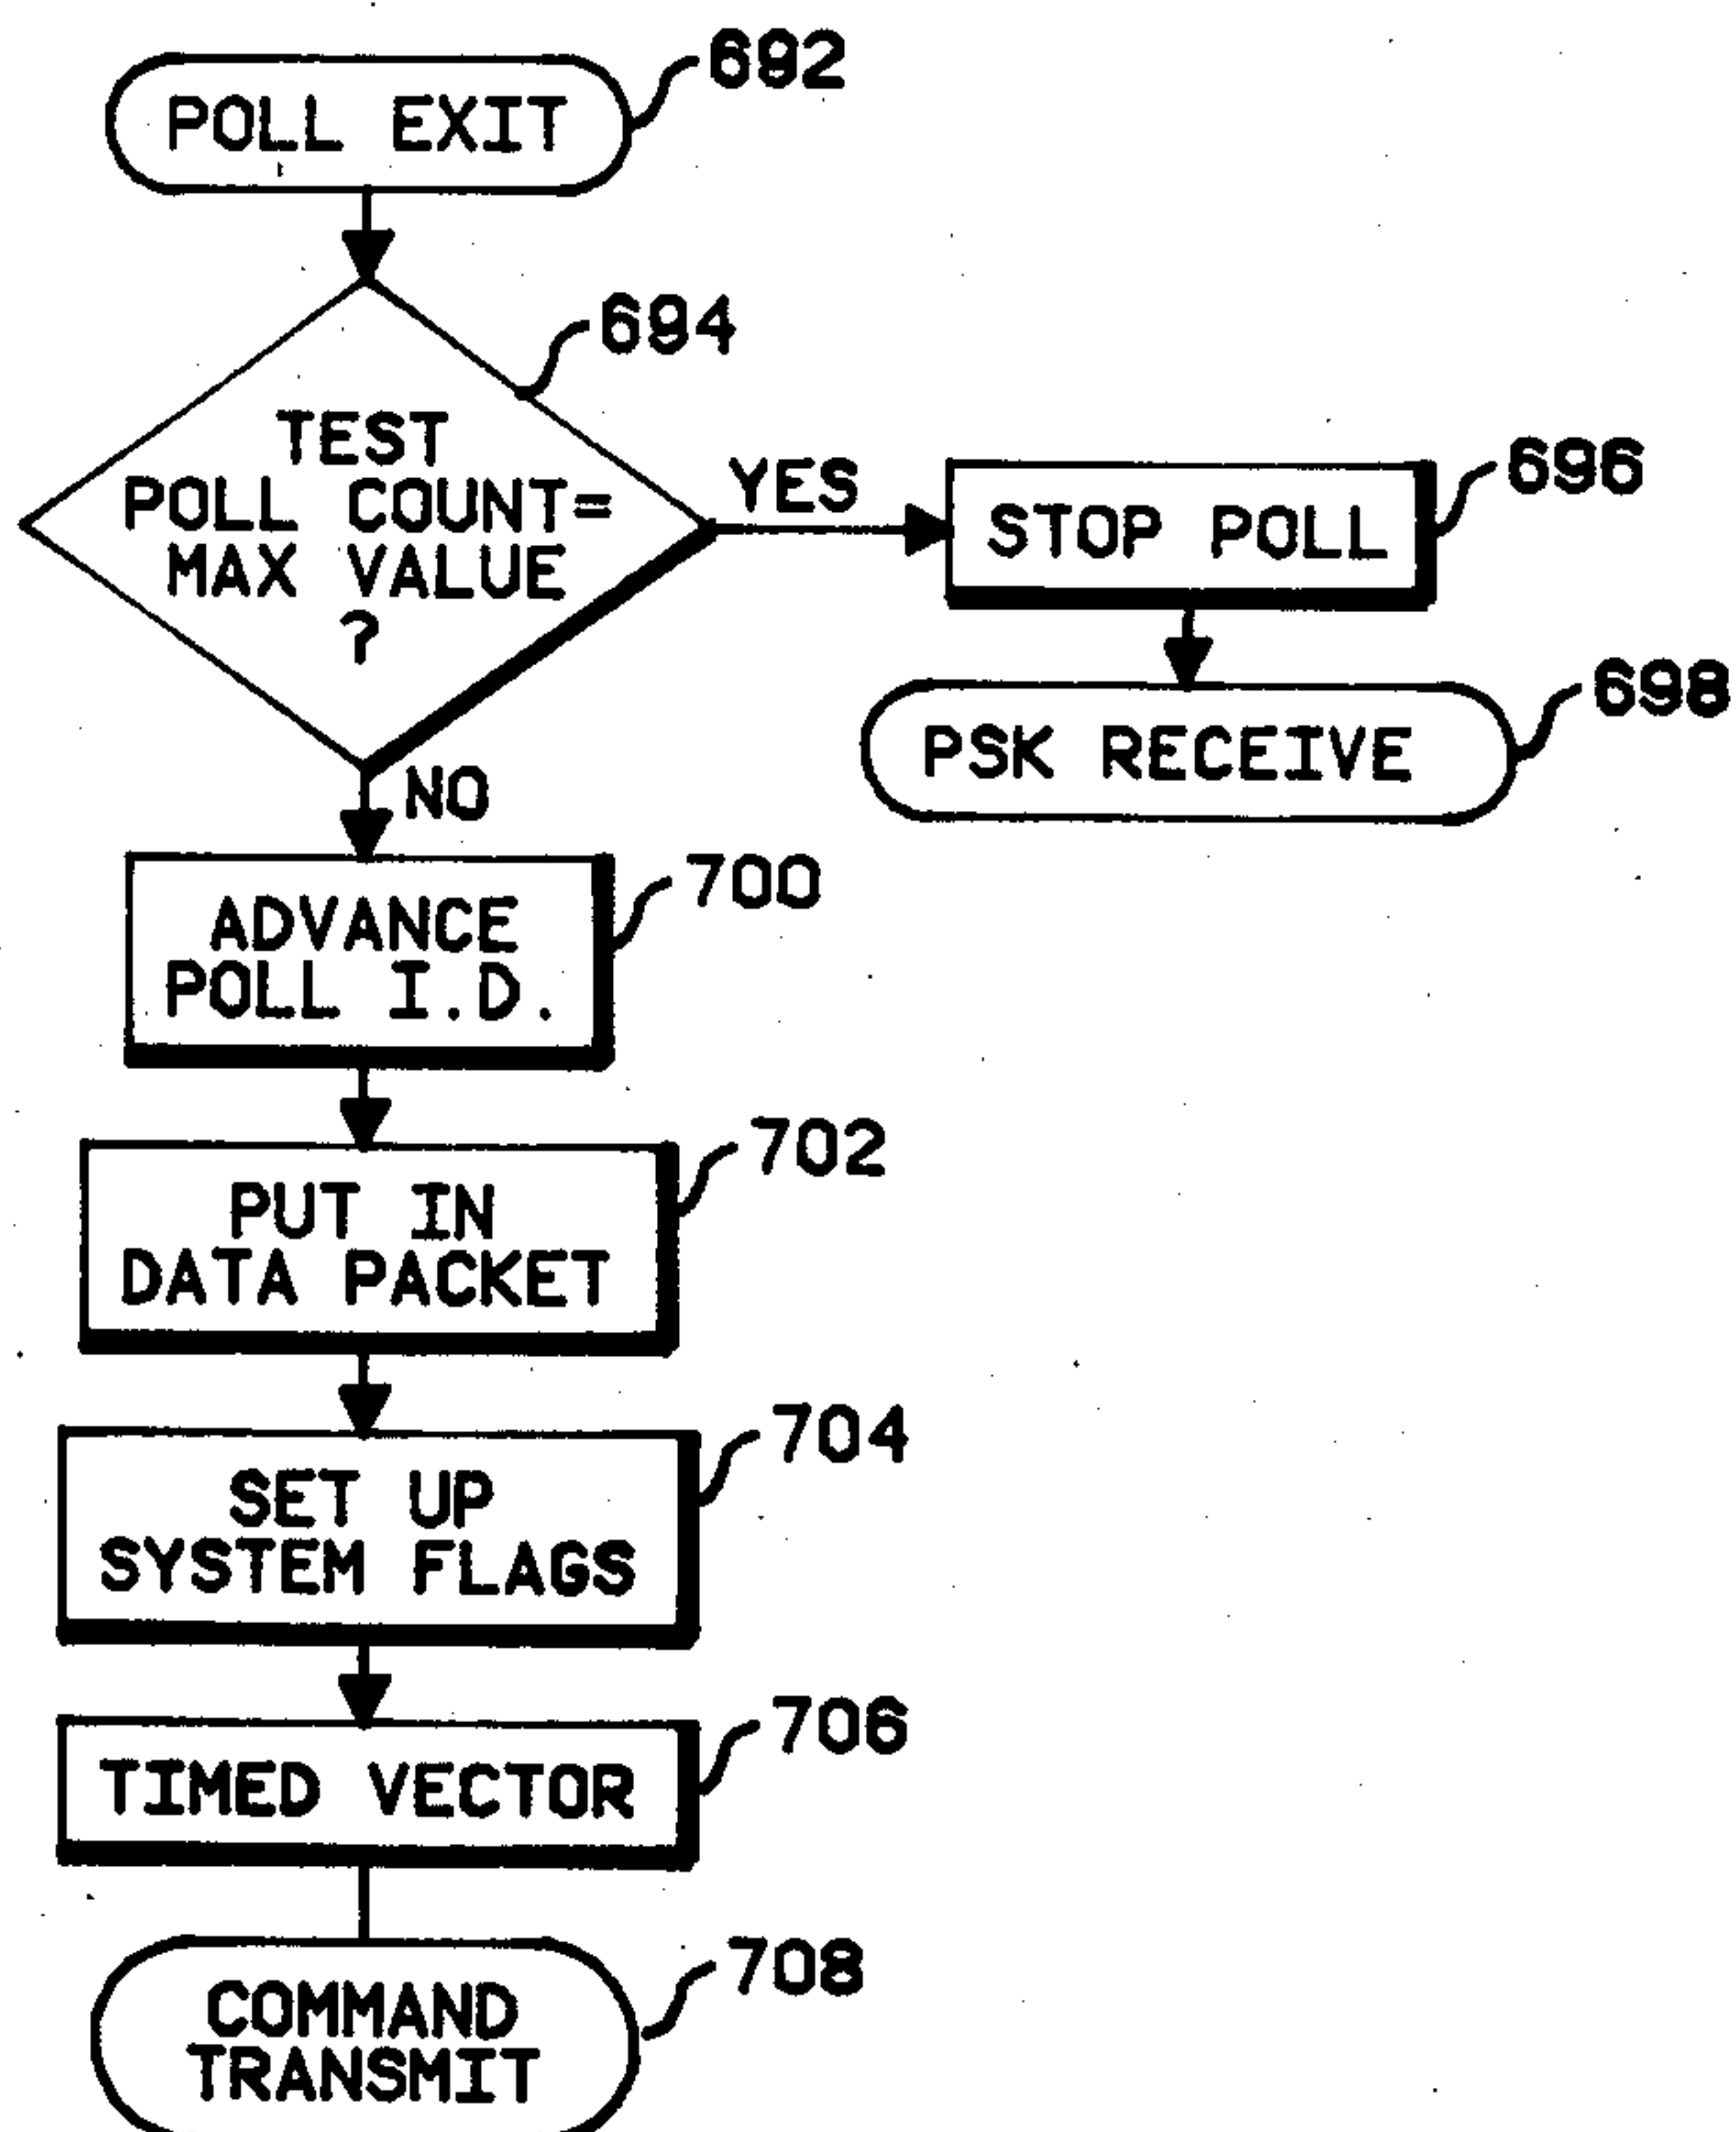 POLL EXIT
692
694
TEST
POLL COUNT=
MAX VALUE
?
YES
STOP POLL
696
PSK RECEIVE
698
NO
ADVANCE
POLL I.D.
700
PUT IN
DATA PACKET
702
SET UP
SYSTEM FLAGS
704
TIMED VECTOR
706
COMMAND
TRANSMIT
708